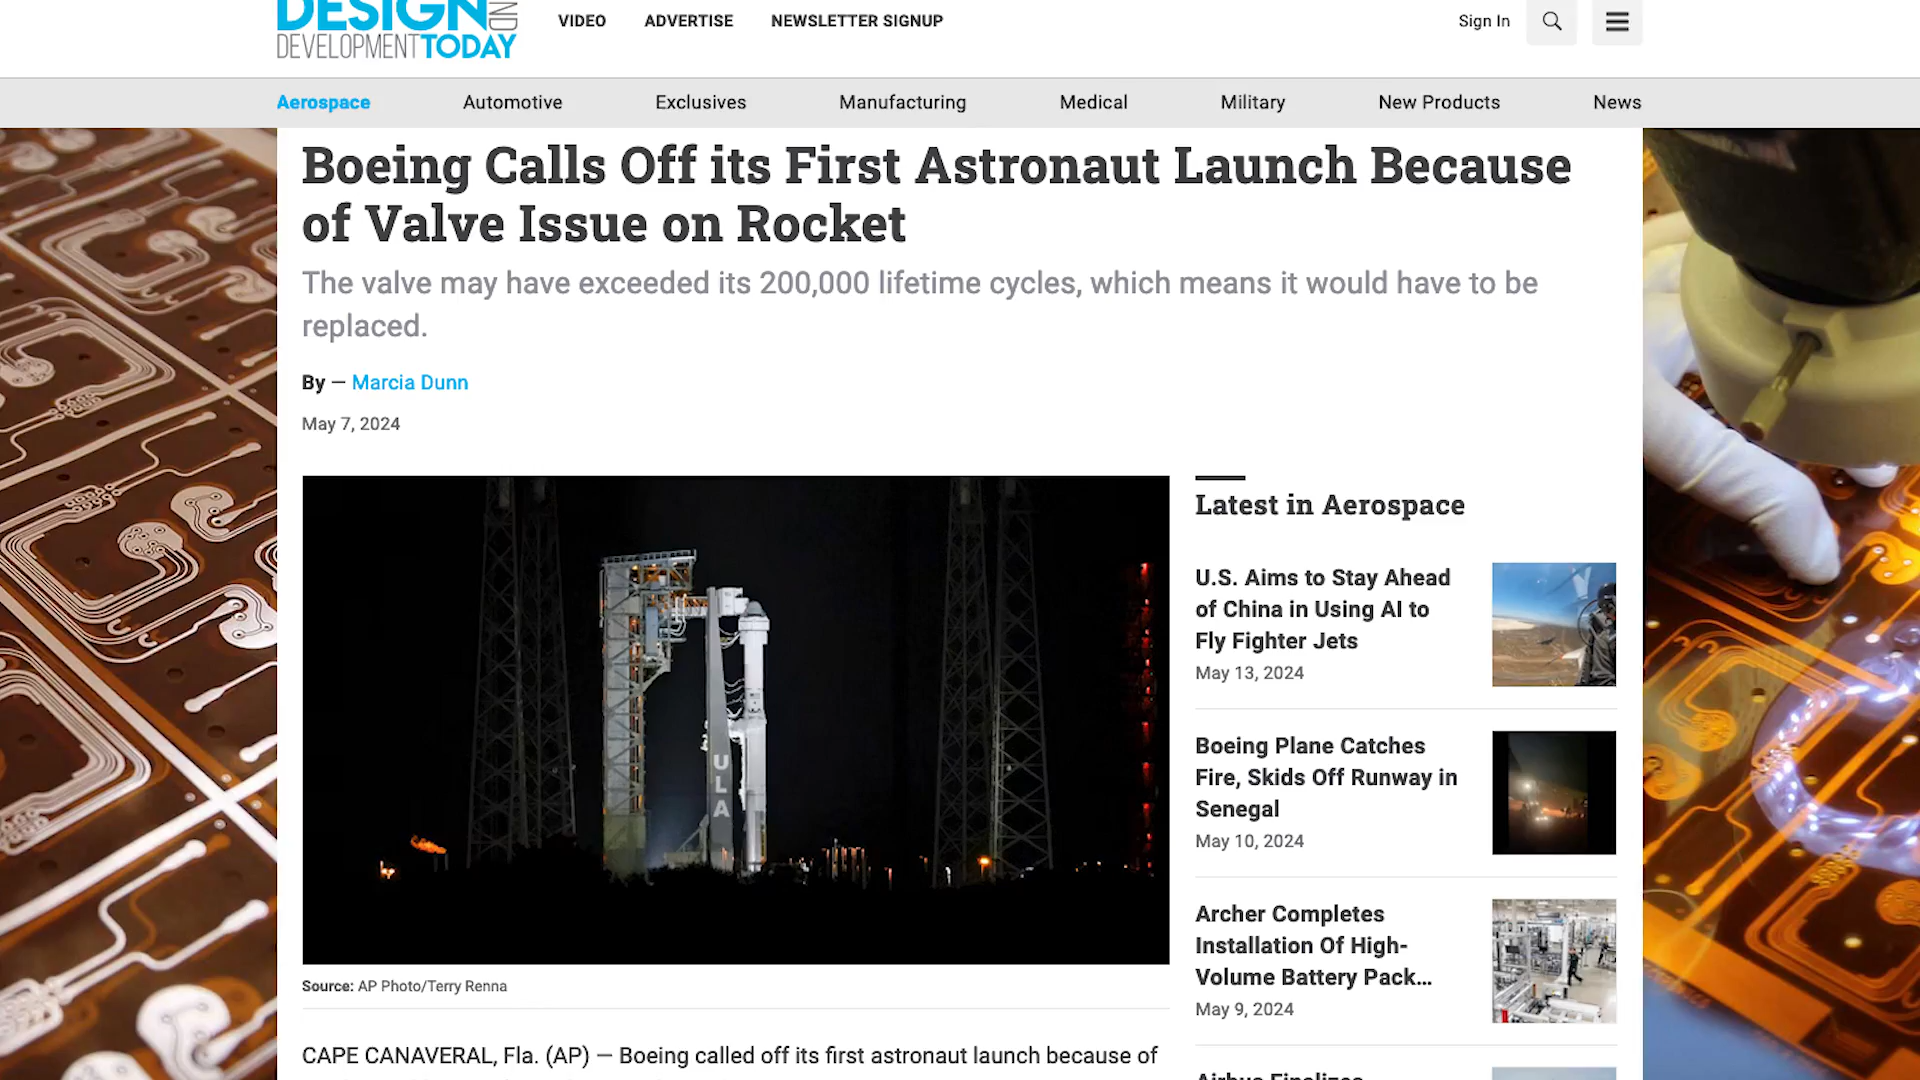 DESIGN AND
DEVELOPMENT TODAY
VIDEO
ADVERTISE
NEWSLETTER SIGNUP
Sign In
Aerospace
Automotive
Exclusives
Manufacturing
Medical
Military
New Products
News
Boeing Calls Off its First Astronaut Launch Because
of Valve Issue on Rocket
The valve may have exceeded its 200,000 lifetime cycles, which means it would have to be
replaced.
By — Marcia Dunn
May 7, 2024
ULA
Source: AP Photo/Terry Renna
CAPE CANAVERAL, Fla. (AP) — Boeing called off its first astronaut launch because of
Latest in Aerospace
U.S. Aims to Stay Ahead
of China in Using AI to
Fly Fighter Jets
May 13, 2024
Boeing Plane Catches
Fire, Skids Off Runway in
Senegal
May 10, 2024
Archer Completes
Installation Of High-
Volume Battery Pack...
May 9, 2024
Airbus Finalizes